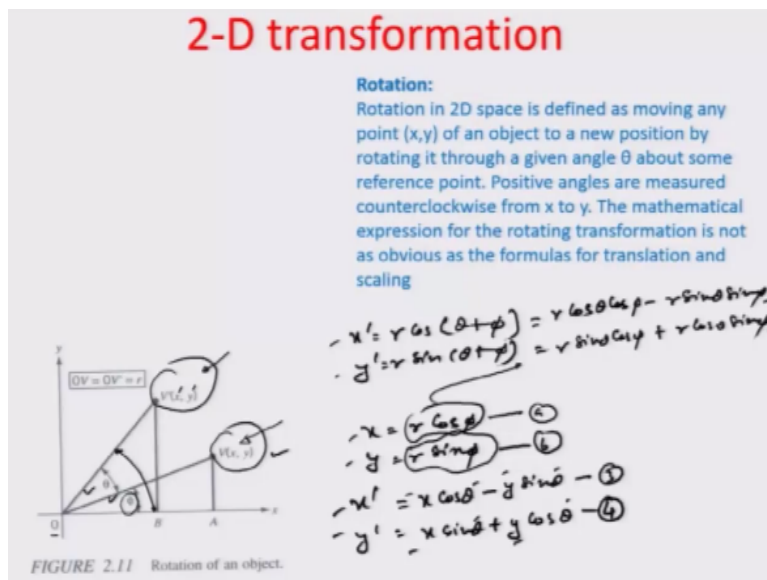 2-D transformation
Rotation:
Rotation in 2D space is defined as moving any
point (x,y) of an object to a new position by
rotating it through a given angle θ about some
reference point. Positive angles are measured
counterclockwise from x to y. The mathematical
expression for the rotating transformation is not
as obvious as the formulas for translation and
scaling
x' = r cos (θ+φ) = r cosθ cosφ - r sinθ sinφ
y' = r sin (θ+φ) = r sinθ cosφ + r cosθ sinφ
x = r cosφ — a
y = r sinφ — b
x' = x cosθ - y sinθ — 3
y' = x sinθ + y cosθ — 4
y
OV = OV' = r
V'(x', y')
V(x, y)
θ
φ
O B A x
FIGURE 2.11 Rotation of an object.